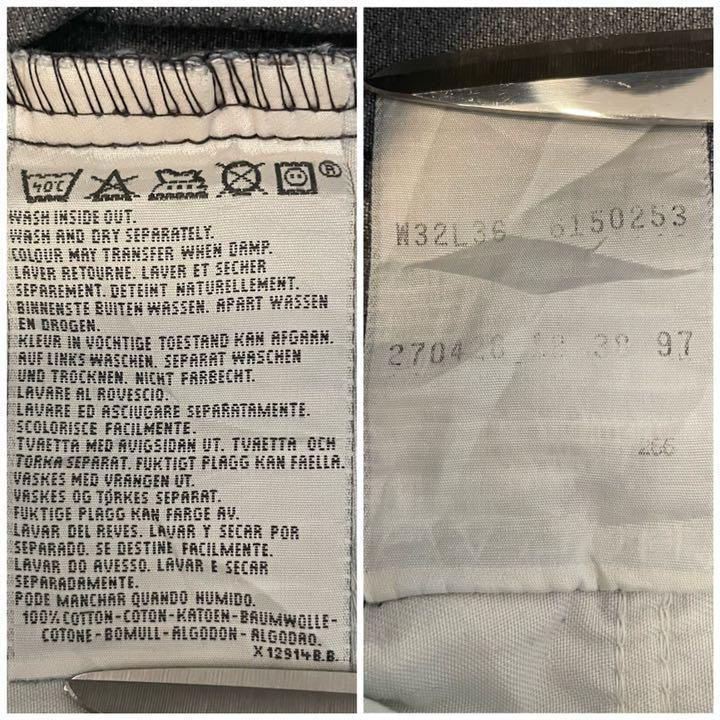 40C
®
WASH INSIDE OUT.
WASH AND DRY SEPARATELY.
COLOUR MAY TRANSFER WHEN DAMP.
LAVER RETOURNE. LAVER ET SECHER
SEPAREMENT. DETEINT NATURELLEMENT.
BINNENSTE BUITEN WASSEN. APART WASSEN
EN DROGEN.
KLEUR IN VOCHTIGE TOESTAND KAN AFGAAN.
AUF LINKS WASCHEN. SEPARAT WASCHEN
UND TROCKNEN. NICHT FARBECHT.
LAVARE AL ROVESCIO.
LAVARE ED ASCIUGARE SEPARATAMENTE.
SCOLORISCE FACILMENTE.
TVAETTA MED AVIGSIDAN UT. TVAETTA OCH
TORKA SEPARAT. FUKTIGT PLAGG KAN FAELLA.
VASKES MED VRANGEN UT.
VASKES OG TØRKES SEPARAT.
FUKTIGE PLAGG KAN FARGE AV.
LAVAR DEL REVES. LAVAR Y SECAR POR
SEPARADO. SE DESTINE FACILMENTE.
LAVAR DO AVESSO. LAVAR E SECAR
SEPARADAMENTE.
PODE MANCHAR QUANDO HUMIDO.
100% COTTON-COTON-KATOEN-BAUMWOLLE-
COTONE-BOMULL-ALGODON-ALGODAO.
X12914B.B.
W32L36 6150253
97
266